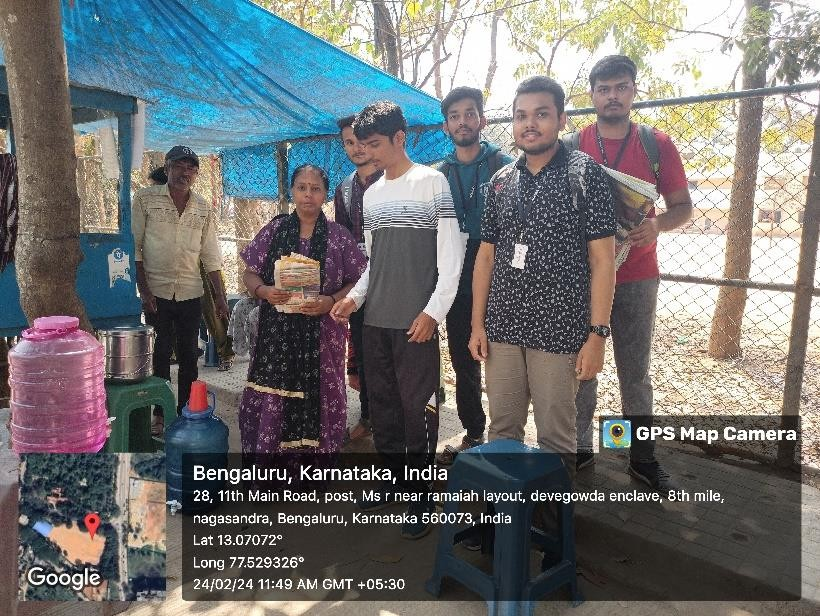 GPS Map Camera
Bengaluru, Karnataka, India
28, 11th Main Road, post, Ms r near ramaiah layout, devegowda enclave, 8th mile,
nagasandra, Bengaluru, Karnataka 560073, India
Lat 13.07072°
Long 77.529326°
24/02/24 11:49 AM GMT +05:30
Google